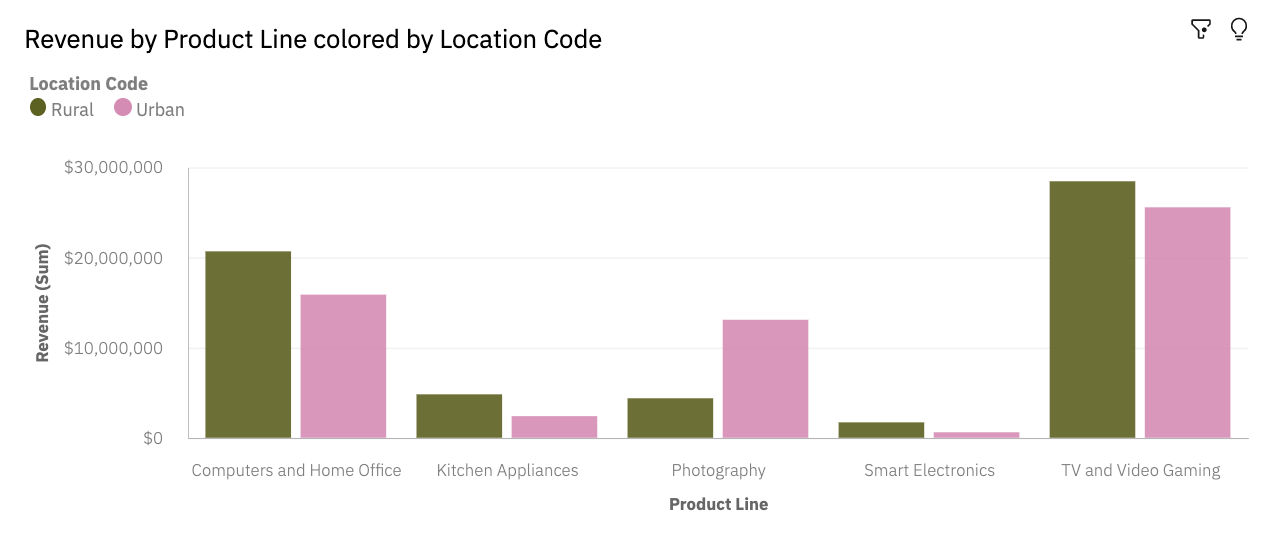 Revenue by Product Line colored by Location Code
Location Code
Rural Urban
$30,000,000
$20,000,000
$10,000,000
$0
Revenue (Sum)
Computers and Home Office Kitchen Appliances Photography Smart Electronics TV and Video Gaming
Product Line